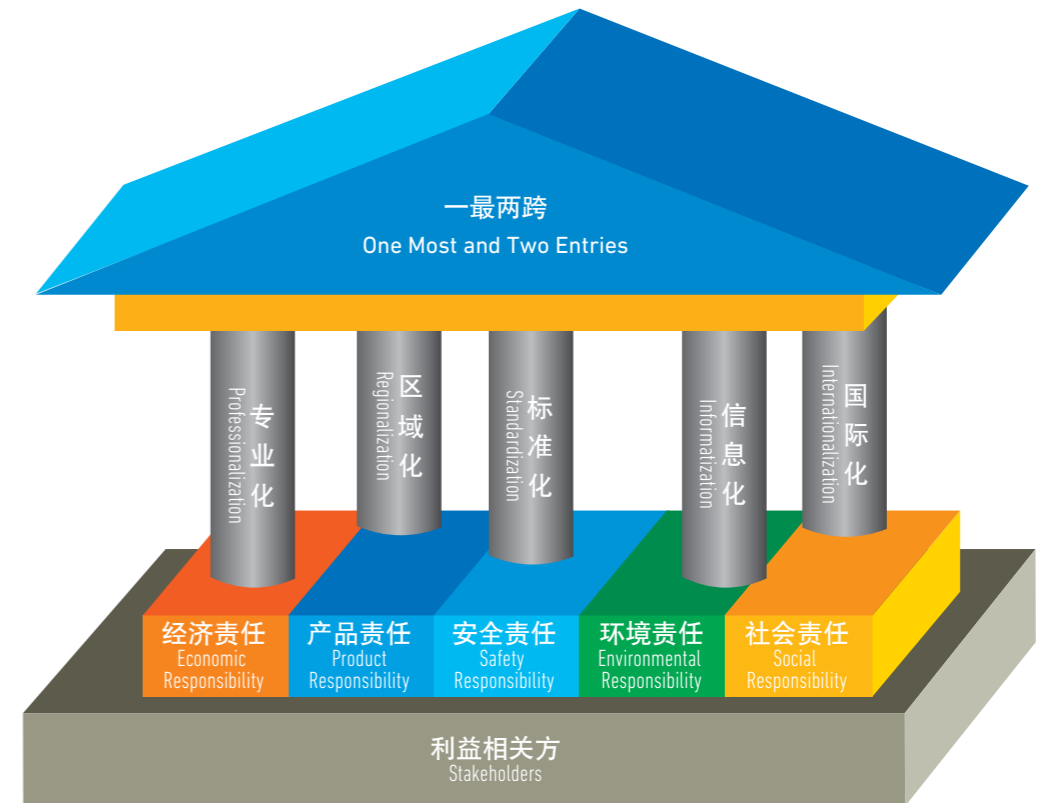 一最两跨
One Most and Two Entries
专业化
Professionalization
区域化
Regionalization
标准化
Standardization
信息化
Informatization
国际化
Internationalization
经济责任
Economic
Responsibility
产品责任
Product
Responsibility
安全责任
Safety
Responsibility
环境责任
Environmental
Responsibility
社会责任
Social
Responsibility
利益相关方
Stakeholders